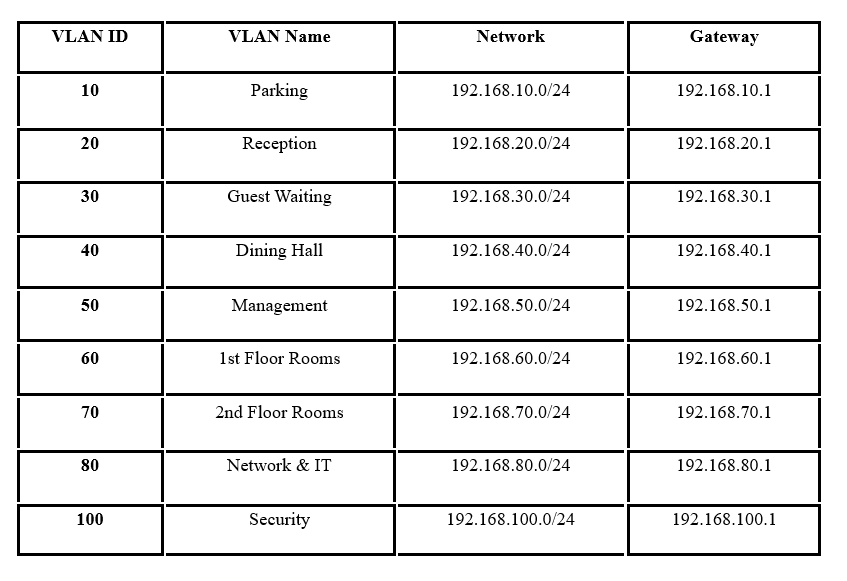 VLAN ID VLAN Name Network Gateway
10 Parking 192.168.10.0/24 192.168.10.1
20 Reception 192.168.20.0/24 192.168.20.1
30 Guest Waiting 192.168.30.0/24 192.168.30.1
40 Dining Hall 192.168.40.0/24 192.168.40.1
50 Management 192.168.50.0/24 192.168.50.1
60 1st Floor Rooms 192.168.60.0/24 192.168.60.1
70 2nd Floor Rooms 192.168.70.0/24 192.168.70.1
80 Network & IT 192.168.80.0/24 192.168.80.1
100 Security 192.168.100.0/24 192.168.100.1